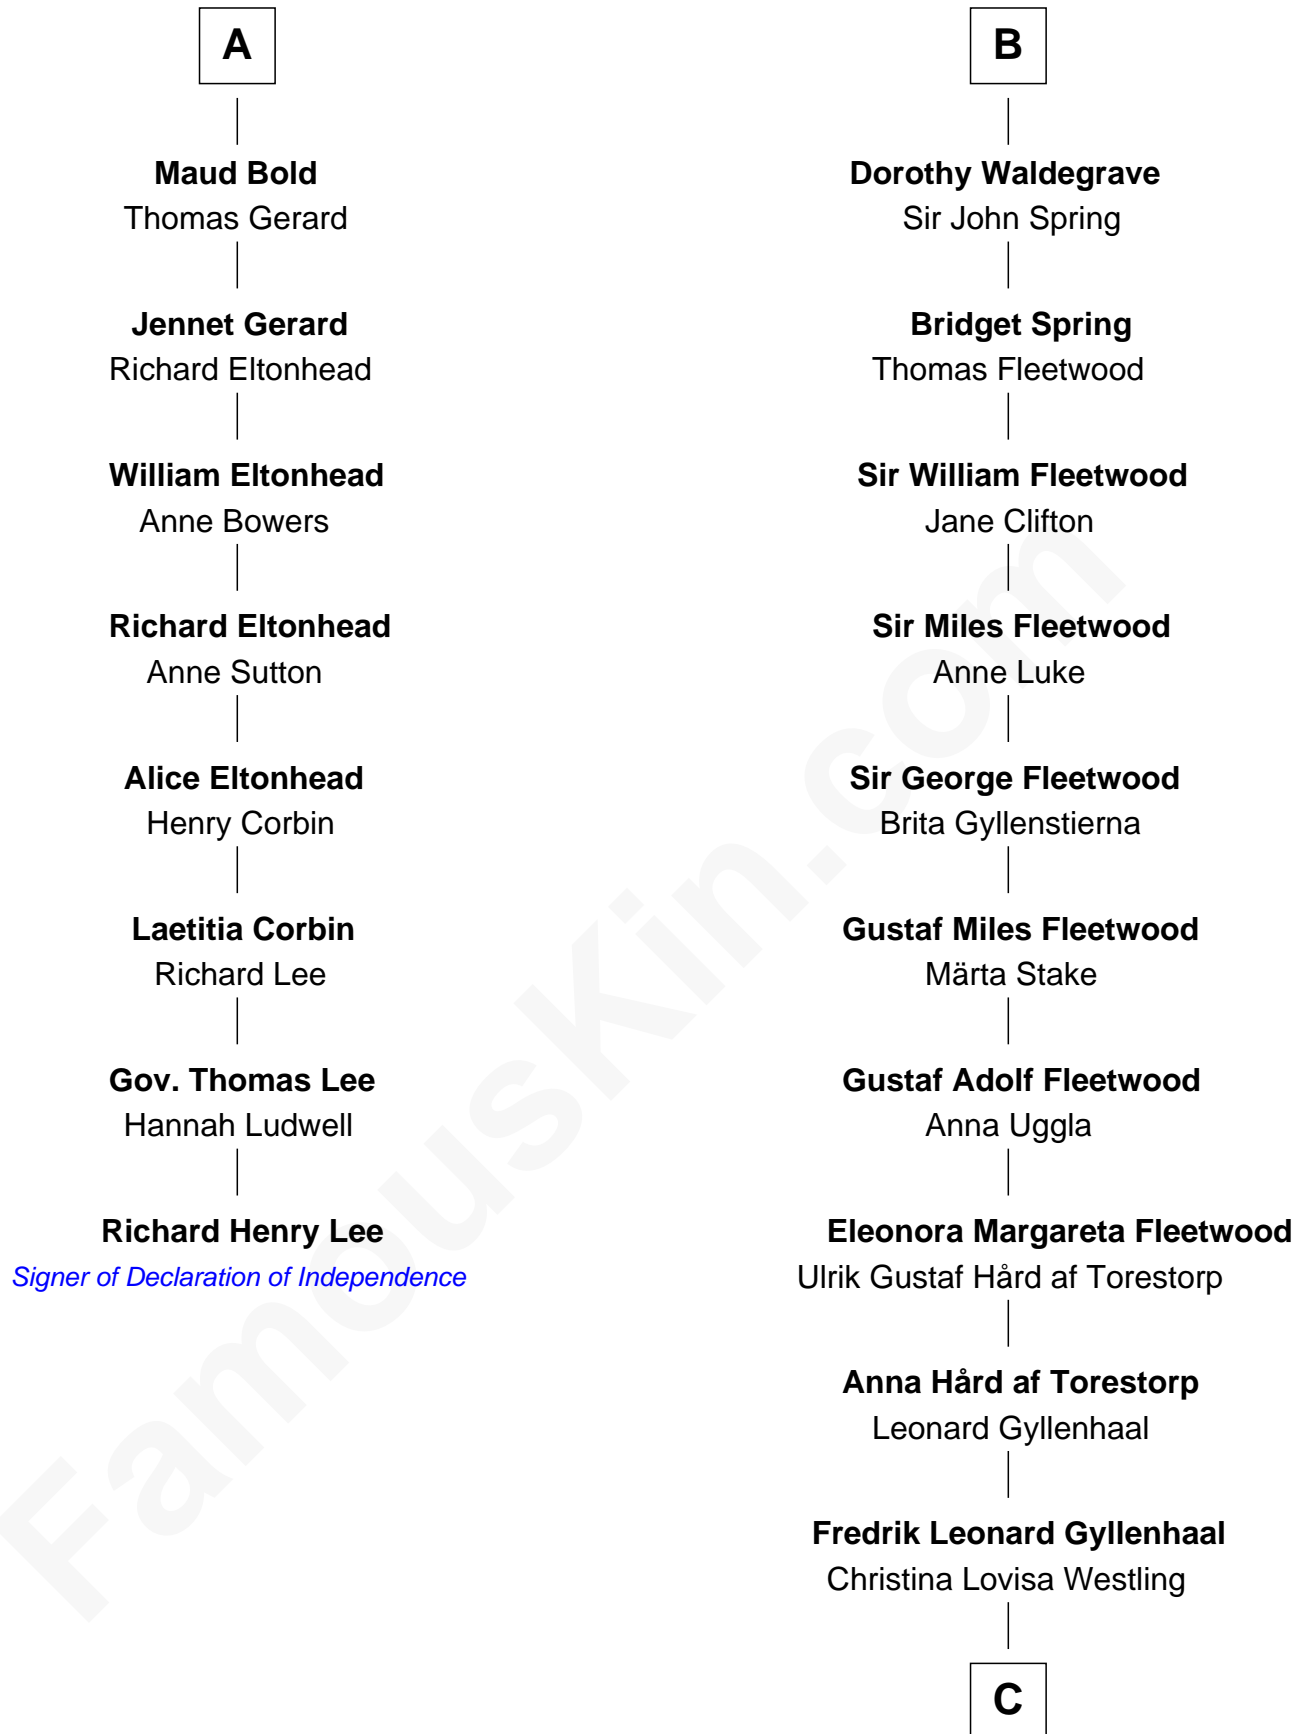 A
Maud Bold
Thomas Gerard
Jennet Gerard
Richard Eltonhead
William Eltonhead
Anne Bowers
Richard Eltonhead
Anne Sutton
Alice Eltonhead
Henry Corbin
Laetitia Corbin
Richard Lee
Gov. Thomas Lee
Hannah Ludwell
Richard Henry Lee
Signer of Declaration of Independence
B
Dorothy Waldegrave
Sir John Spring
Bridget Spring
Thomas Fleetwood
Sir William Fleetwood
Jane Clifton
Sir Miles Fleetwood
Anne Luke
Sir George Fleetwood
Brita Gyllenstierna
Gustaf Miles Fleetwood
Märta Stake
Gustaf Adolf Fleetwood
Anna Uggla
Eleonora Margareta Fleetwood
Ulrik Gustaf Hård af Torestorp
Anna Hård af Torestorp
Leonard Gyllenhaal
Fredrik Leonard Gyllenhaal
Christina Lovisa Westling
C
FamousKin.com